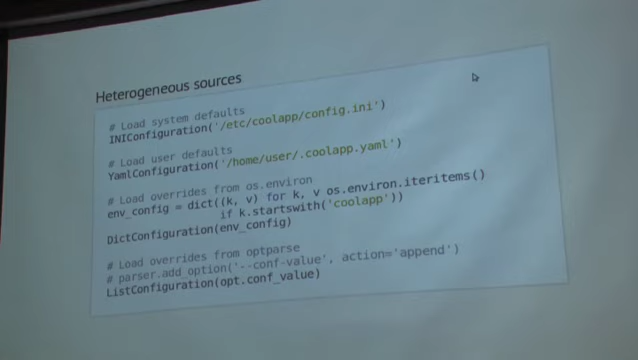 Heterogeneous sources
# Load system defaults
INIConfiguration('/etc/coolapp/config.ini')
# Load user defaults
YamlConfiguration('/home/user/.coolapp.yaml')
# Load overrides from os.environ
env_config = dict((k, v) for k, v os.environ.iteritems()
if k.startswith('coolapp'))
DictConfiguration(env_config)
# Load overrides from optparse
# parser.add_option('--conf-value', action='append')
ListConfiguration(opt.conf_value)